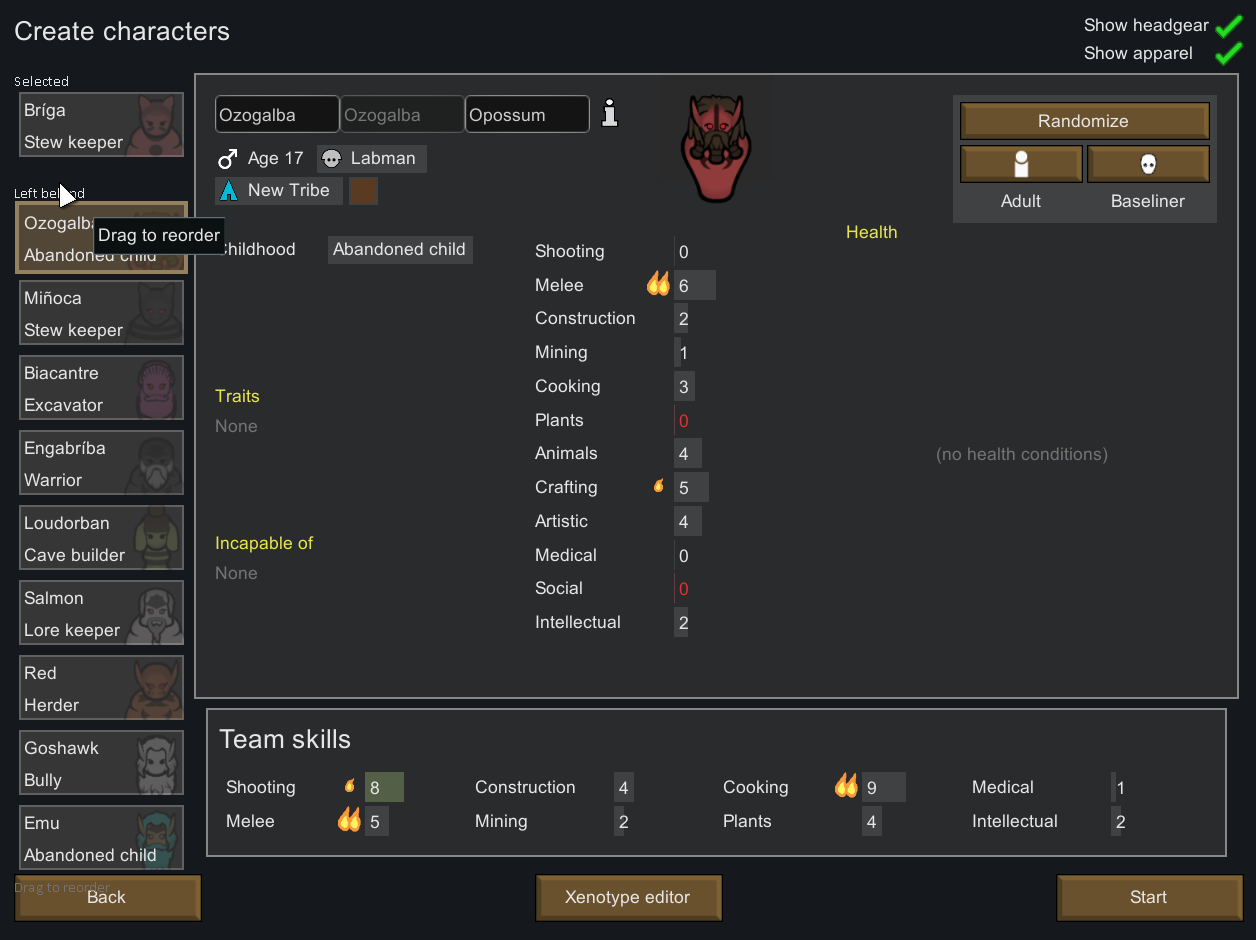 Create characters
Show headgear
Show apparel
Selected
Bríga
Stew keeper
Left behind
Ozogalba
Abandoned child
Drag to reorder
Miñoca
Stew keeper
Biacantre
Excavator
Engabríba
Warrior
Loudorban
Cave builder
Salmon
Lore keeper
Red
Herder
Goshawk
Bully
Emu
Abandoned child
Drag to reorder
Ozogalba Ozogalba Opossum
Age 17 Labman
New Tribe
Randomize
Adult Baseliner
Childhood Abandoned child
Traits
None
Incapable of
None
Shooting 0
Melee 6
Construction 2
Mining 1
Cooking 3
Plants 0
Animals 4
Crafting 5
Artistic 4
Medical 0
Social 0
Intellectual 2
Health
(no health conditions)
Team skills
Shooting 8 Construction 4 Cooking 9 Medical 1
Melee 5 Mining 2 Plants 4 Intellectual 2
Back Xenotype editor Start